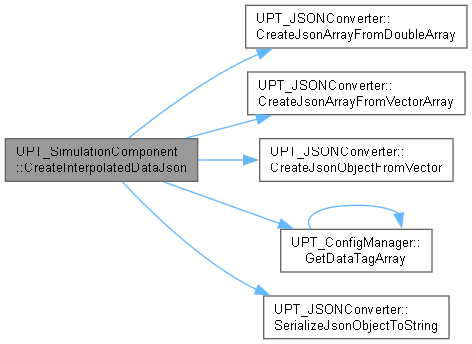 UPT_JSONConverter::
CreateJsonArrayFromDoubleArray
UPT_JSONConverter::
CreateJsonArrayFromVectorArray
UPT_SimulationComponent
::CreateInterpolatedDataJson
UPT_JSONConverter::
CreateJsonObjectFromVector
UPT_ConfigManager::
GetDataTagArray
UPT_JSONConverter::
SerializeJsonObjectToString